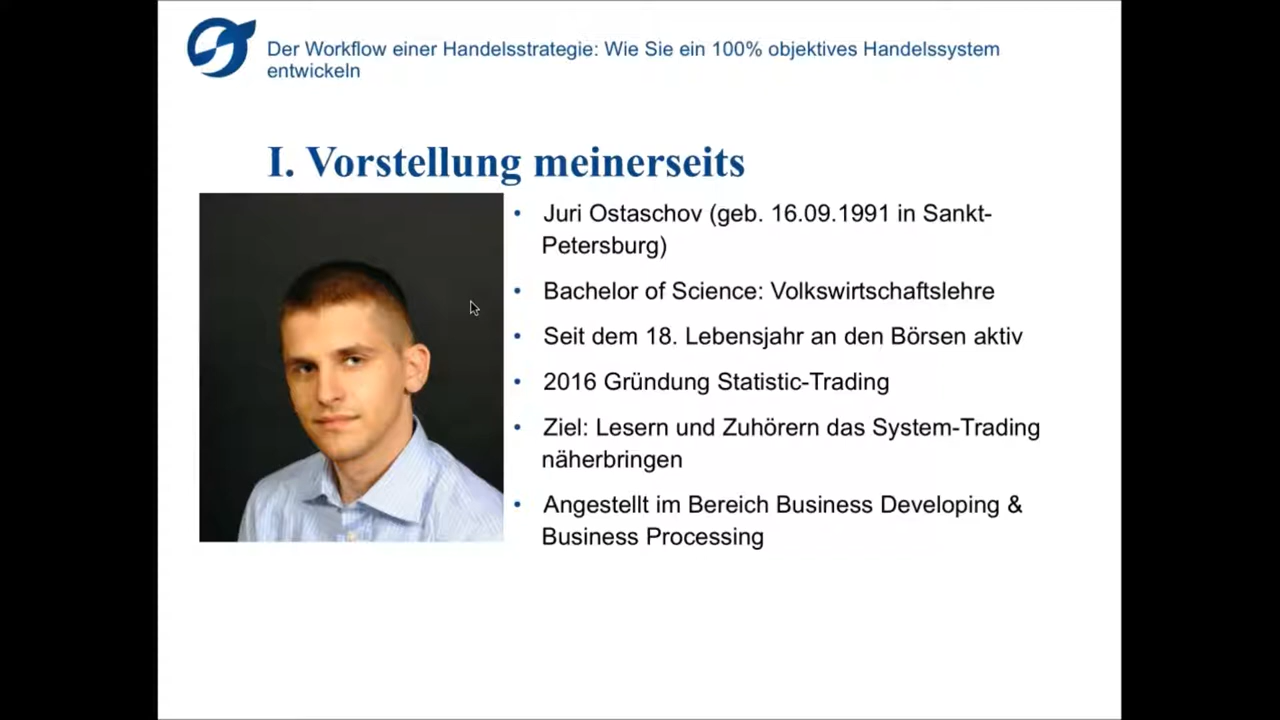 Der Workflow einer Handelsstrategie: Wie Sie ein 100% objektives Handelssystem
entwickeln
I. Vorstellung meinerseits
• Juri Ostaschov (geb. 16.09.1991 in Sankt-
Petersburg)
• Bachelor of Science: Volkswirtschaftslehre
• Seit dem 18. Lebensjahr an den Börsen aktiv
• 2016 Gründung Statistic-Trading
• Ziel: Lesern und Zuhörern das System-Trading
näherbringen
• Angestellt im Bereich Business Developing &
Business Processing